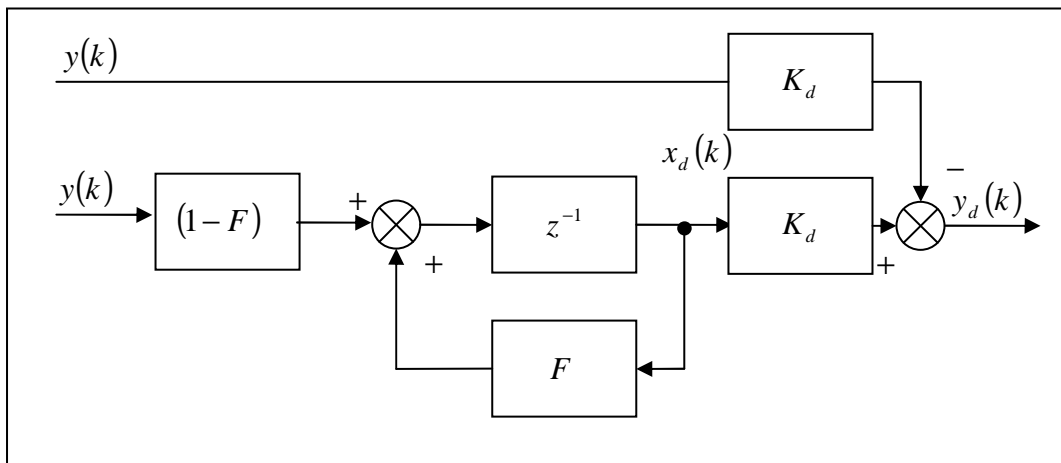 y(k)
K_d
x_d(k)
y(k)
(1 − F)
+
+
z^{-1}
K_d
−
+
y_d(k)
F